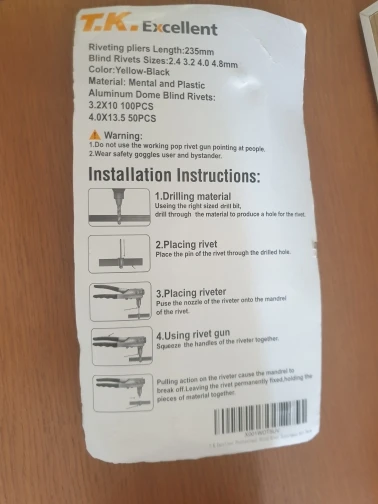 T.K. Excellent
Riveting pliers Length:235mm
Blind Rivets Sizes:2.4 3.2 4.0 4.8mm
Color:Yellow-Black
Material: Mental and Plastic
Aluminum Dome Blind Rivets:
3.2X10 100PCS
4.0X13.5 50PCS
Warning:
1.Do not use the working pop rivet gun pointing at people.
2.Wear safety goggles user and bystander.
Installation Instructions:
1.Drilling material
Useing the right sized drill bit,
drill through the material to produce a hole for the rivet.
2.Placing rivet
Place the pin of the rivet through the drilled hole.
3.Placing riveter
Puse the nozzle of the riveter onto the mandrel
of the rivet.
4.Using rivet gun
Squeeze the handles of the riveter together.
Pulling action on the riveter cause the mandrel to
break off.Leaving the rivet permanently fixed,holding the
pieces of material together.